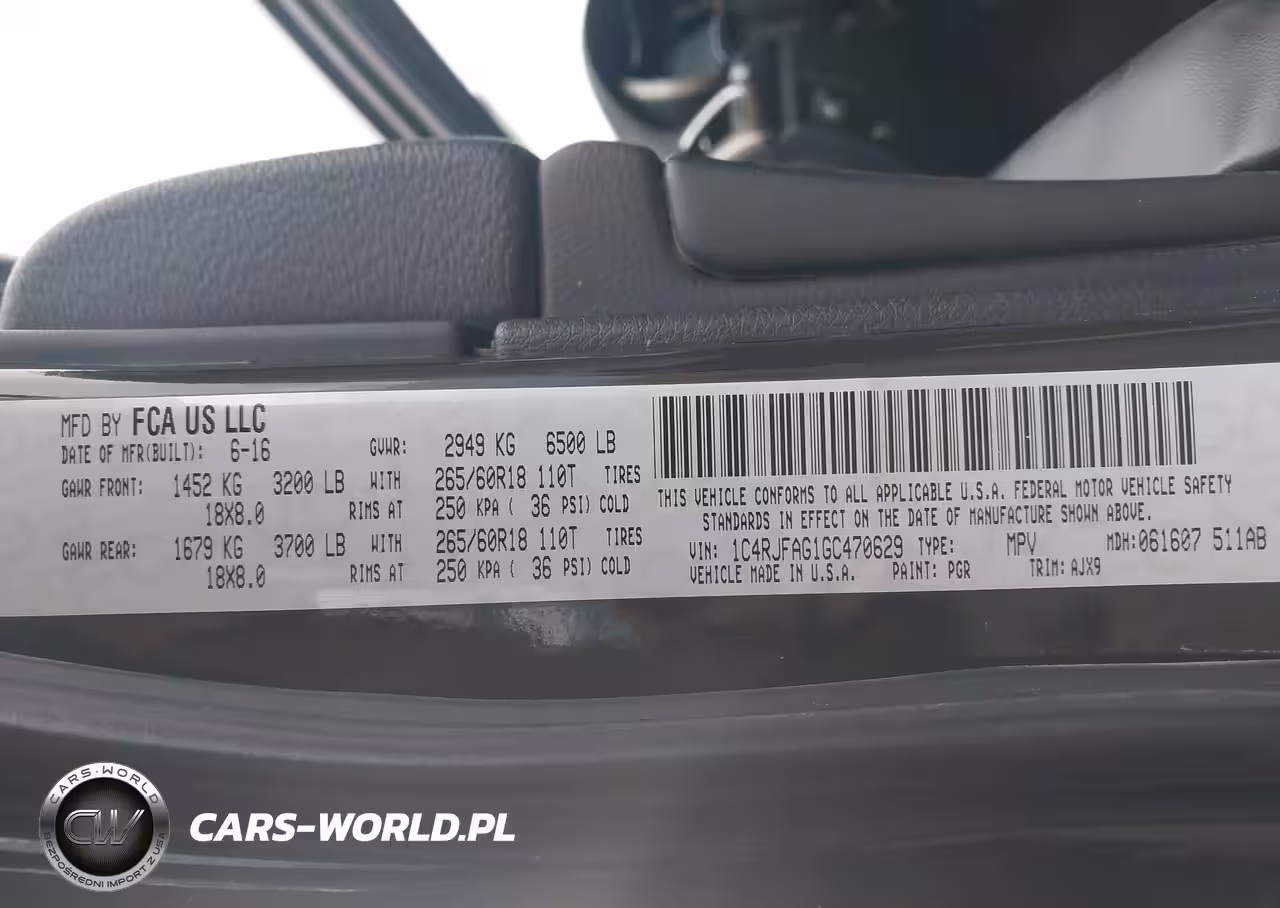 MFD BY FCA US LLC
DATE OF MFR(BUILT): 6-16 GVWR: 2949 KG 6500 LB
GAWR FRONT: 1452 KG 3200 LB WITH 265/60R18 110T TIRES
18X8.0 RIMS AT 250 KPA ( 36 PSI) COLD
GAWR REAR: 1679 KG 3700 LB WITH 265/60R18 110T TIRES
18X8.0 RIMS AT 250 KPA ( 36 PSI) COLD
THIS VEHICLE CONFORMS TO ALL APPLICABLE U.S.A. FEDERAL MOTOR VEHICLE SAFETY
STANDARDS IN EFFECT ON THE DATE OF MANUFACTURE SHOWN ABOVE.
VIN: 1C4RJFAG1GC470629 TYPE: MPV MDH:061607 511AB
VEHICLE MADE IN U.S.A. PAINT: PGR TRIM: AJX9
CARS-WORLD
CW
BEZPOŚREDNI IMPORT Z USA
CARS-WORLD.PL